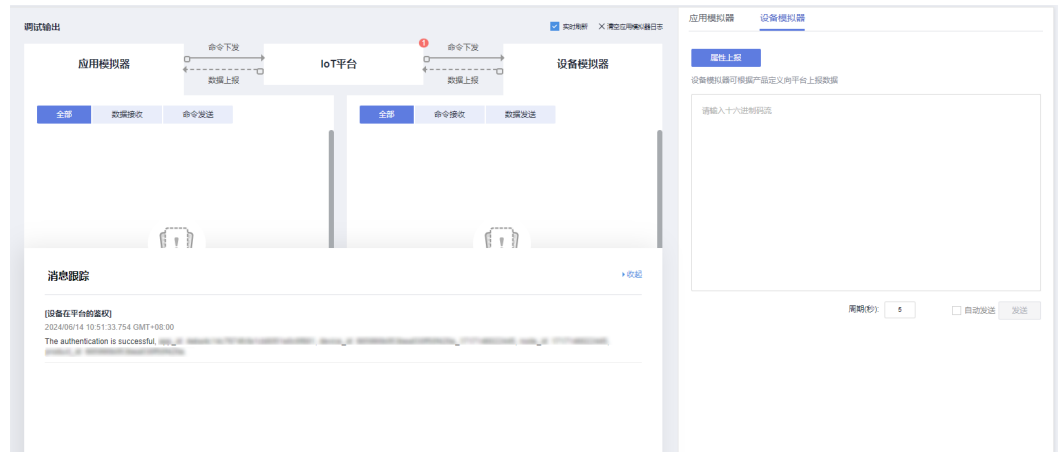 调试输出
实时刷新
清空应用模拟器日志
应用模拟器
命令下发
数据上报
IoT平台
1
命令下发
数据上报
设备模拟器
全部
数据接收
命令发送
全部
命令接收
数据发送
消息跟踪
收起
[设备在平台的鉴权]
2024/06/14 10:51:33.754 GMT+08:00
The authentication is successful,
应用模拟器
设备模拟器
属性上报
设备模拟器可根据产品定义向平台上报数据
请输入十六进制码流
周期(秒):
5
自动发送
发送